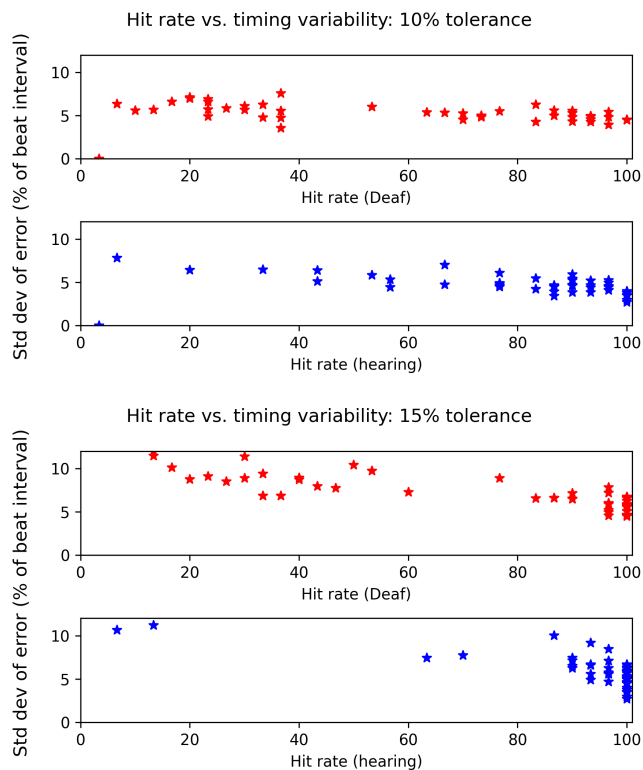 Hit rate vs. timing variability: 10% tolerance
Std dev of error (% of beat interval)
10
5
0
0 20 40 60 80 100
Hit rate (Deaf)
10
5
0
0 20 40 60 80 100
Hit rate (hearing)
Hit rate vs. timing variability: 15% tolerance
Std dev of error (% of beat interval)
10
5
0
0 20 40 60 80 100
Hit rate (Deaf)
10
5
0
0 20 40 60 80 100
Hit rate (hearing)